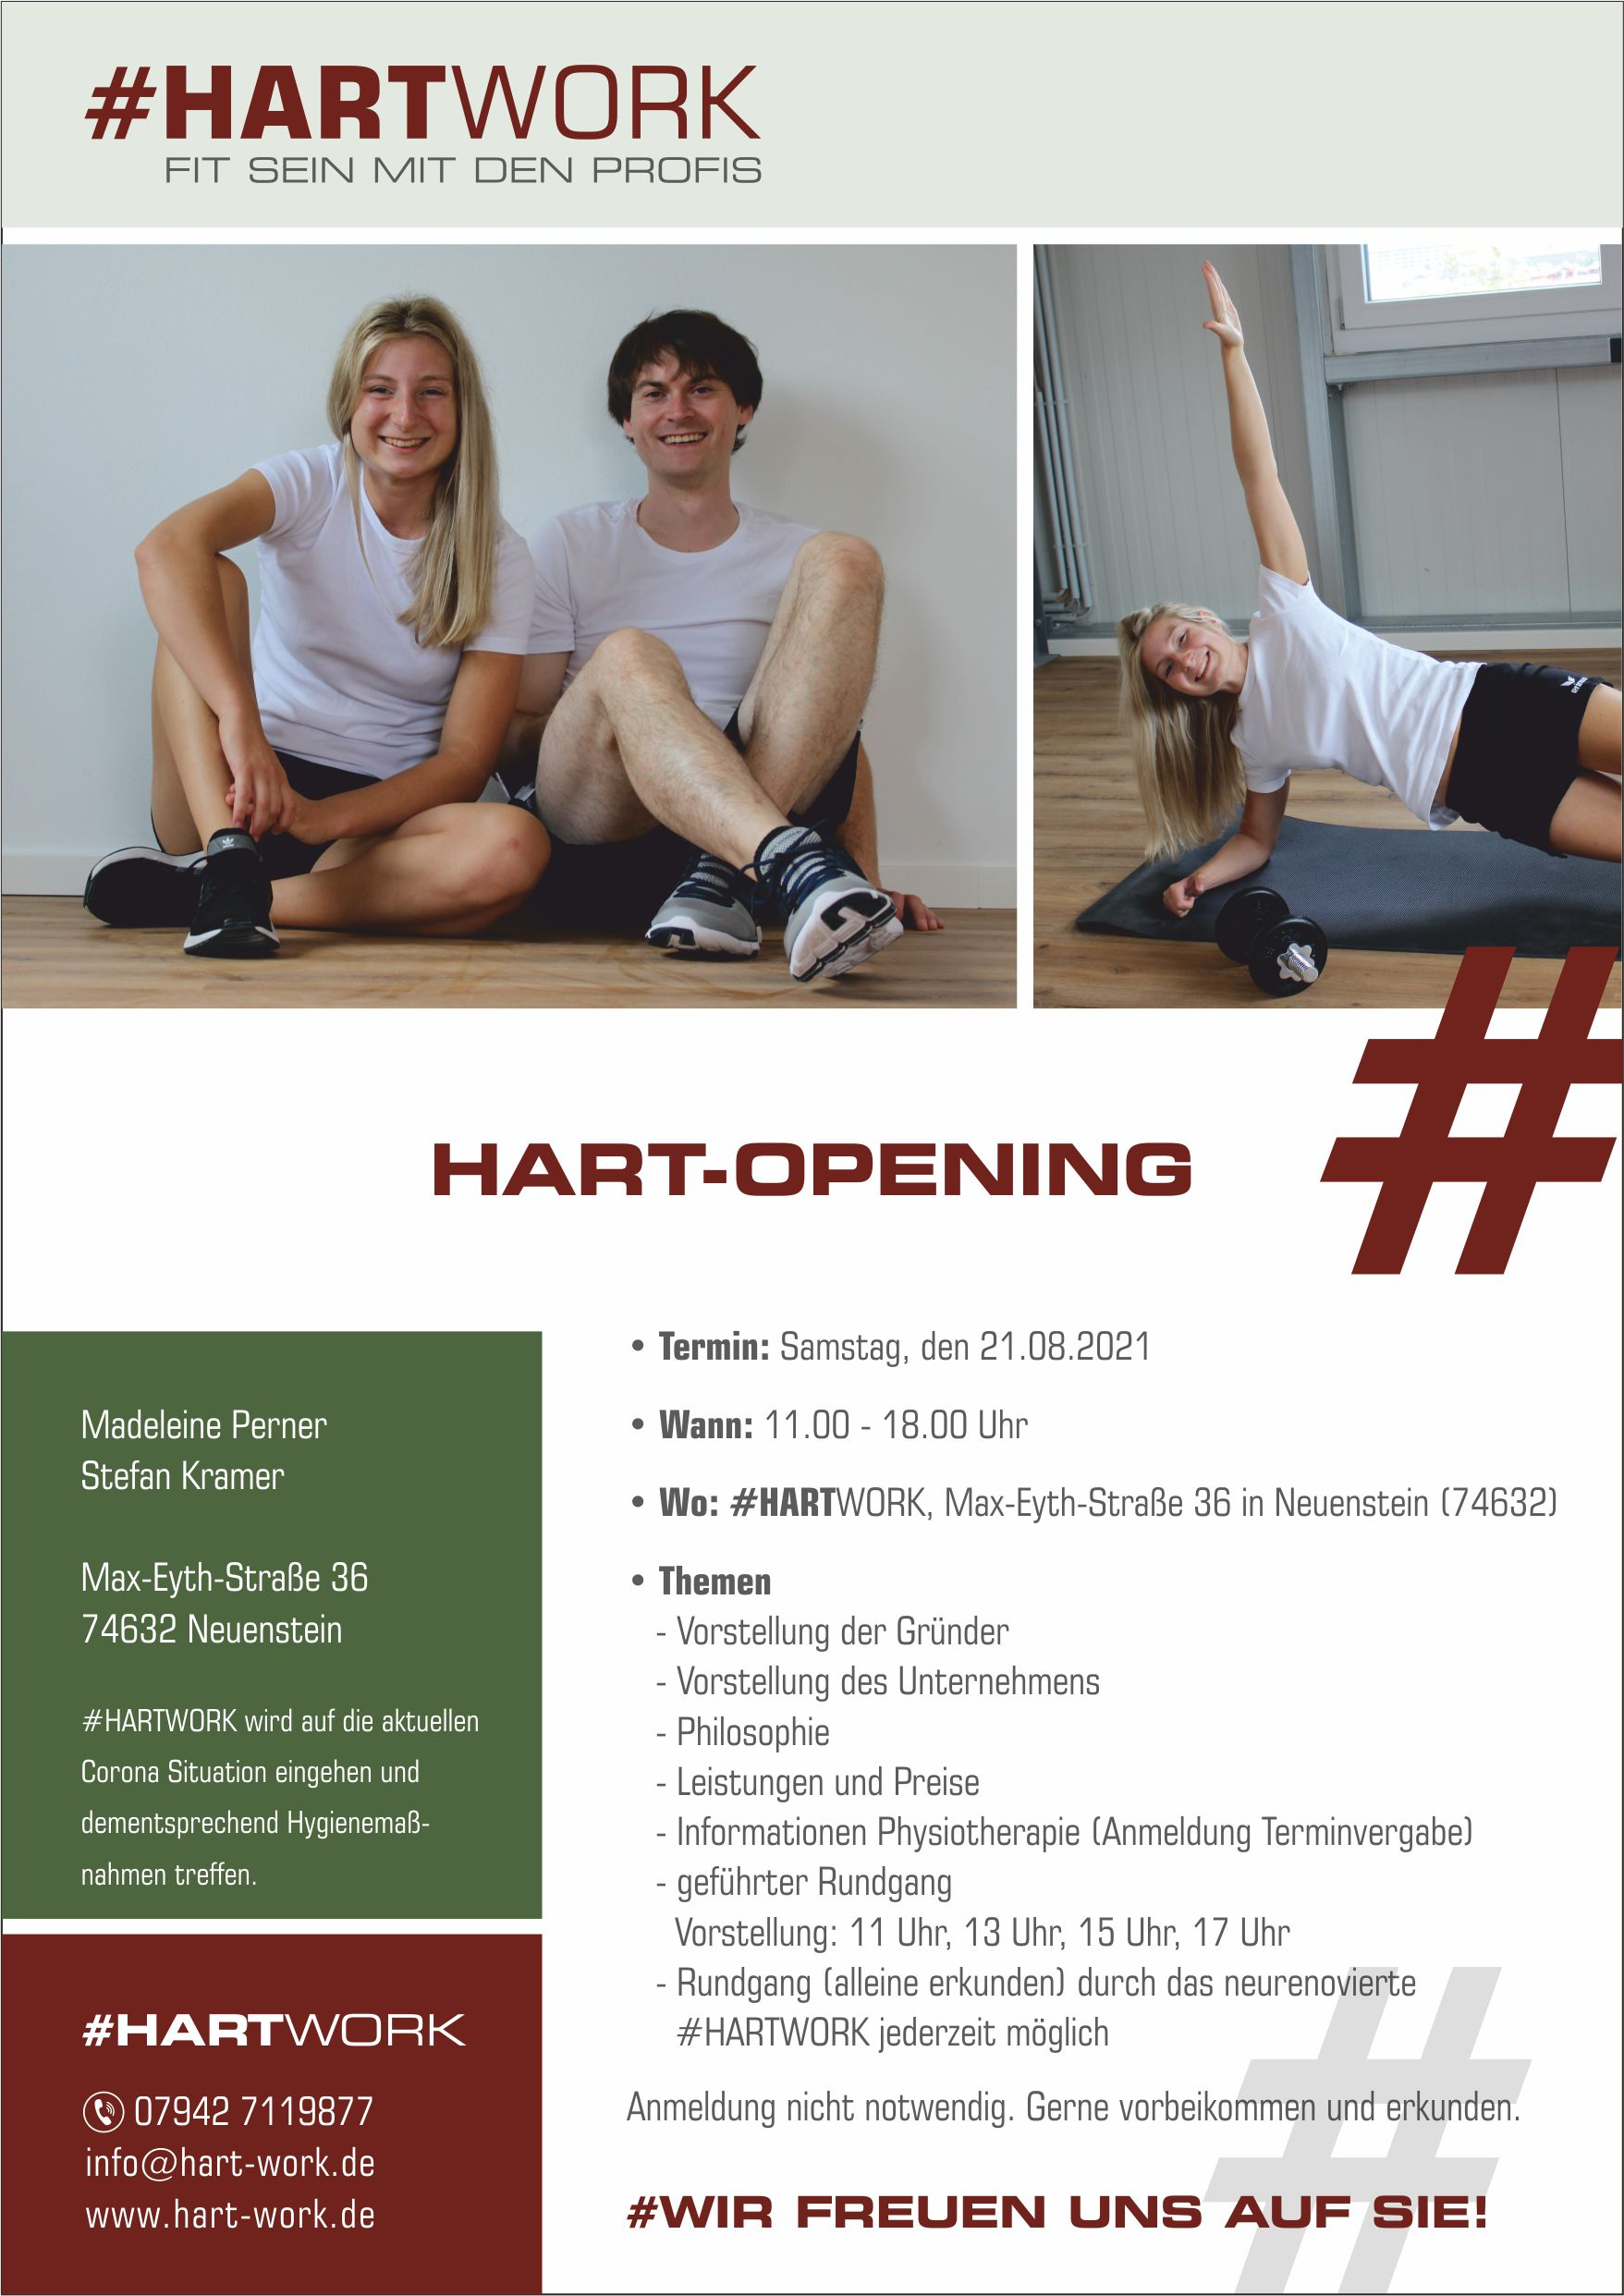 #HARTWORK
FIT SEIN MIT DEN PROFIS
HART-OPENING
Madeleine Perner
Stefan Kramer
Max-Eyth-Straße 36
74632 Neuenstein
#HARTWORK wird auf die aktuellen
Corona Situation eingehen und
dementsprechend Hygienemaß-
nahmen treffen.
#HARTWORK
07942 7119877
info@hart-work.de
www.hart-work.de
• Termin: Samstag, den 21.08.2021
• Wann: 11.00 - 18.00 Uhr
• Wo: #HARTWORK, Max-Eyth-Straße 36 in Neuenstein (74632)
• Themen
- Vorstellung der Gründer
- Vorstellung des Unternehmens
- Philosophie
- Leistungen und Preise
- Informationen Physiotherapie (Anmeldung Terminvergabe)
- geführter Rundgang
Vorstellung: 11 Uhr, 13 Uhr, 15 Uhr, 17 Uhr
- Rundgang (alleine erkunden) durch das neurenovierte
#HARTWORK jederzeit möglich
Anmeldung nicht notwendig. Gerne vorbeikommen und erkunden.
#WIR FREUEN UNS AUF SIE!